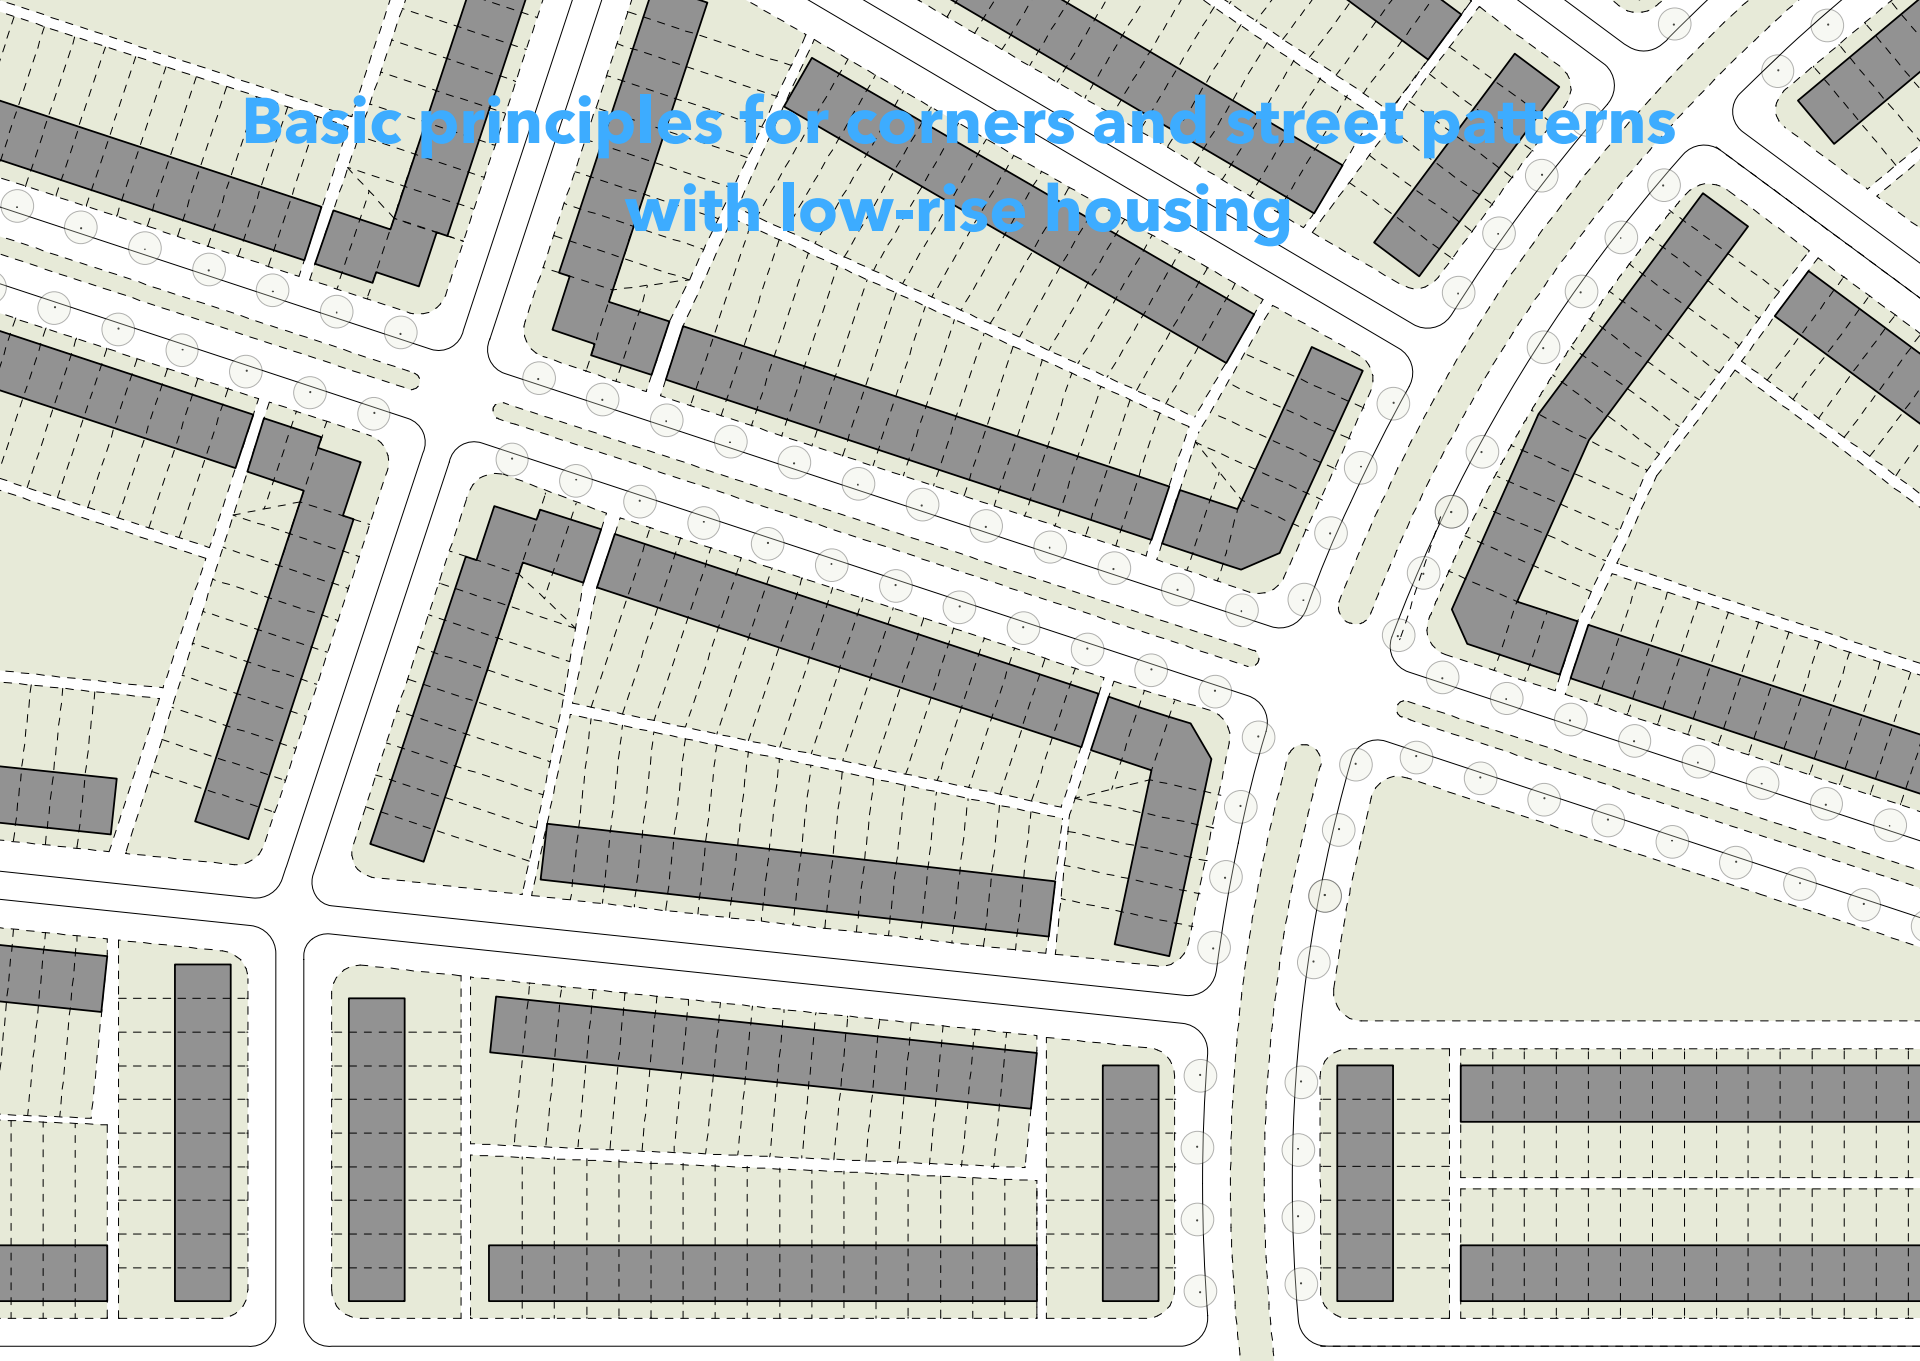 Basic principles for corners and street patterns
with low-rise housing